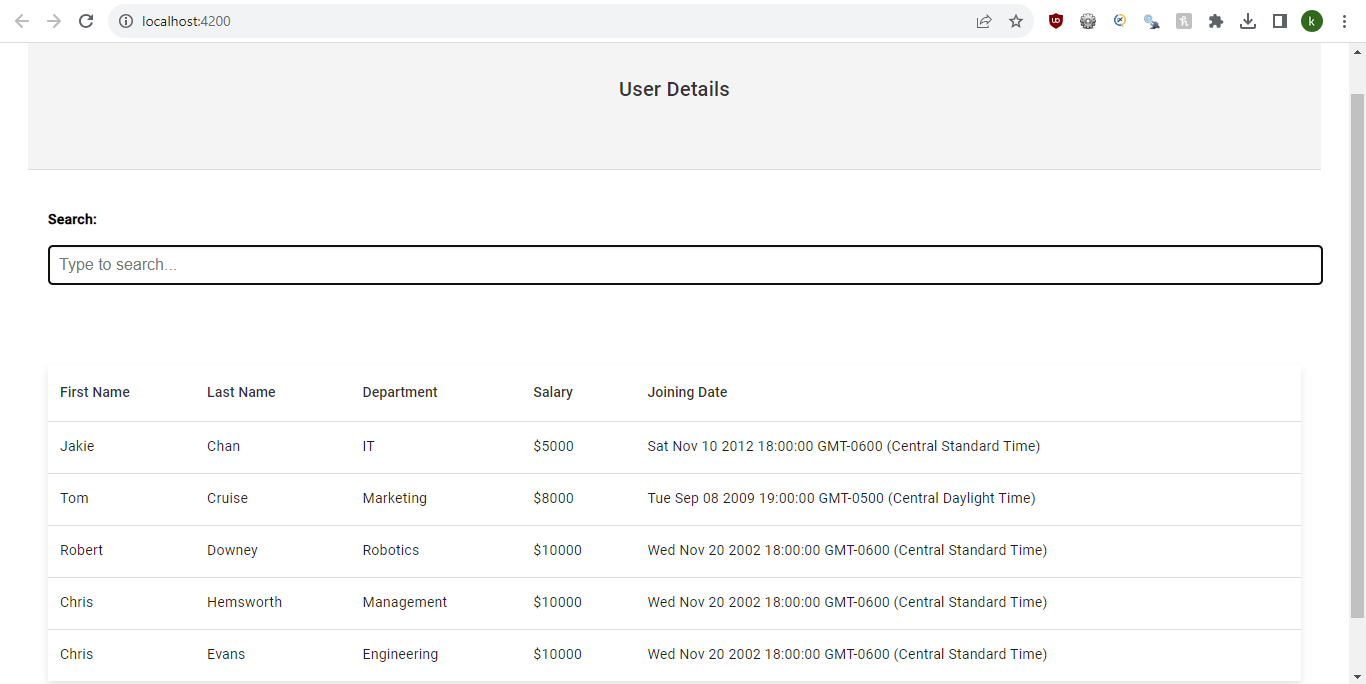 localhost:4200
k
User Details
Search:
Type to search...
First Name Last Name Department Salary Joining Date
Jakie Chan IT $5000 Sat Nov 10 2012 18:00:00 GMT-0600 (Central Standard Time)
Tom Cruise Marketing $8000 Tue Sep 08 2009 19:00:00 GMT-0500 (Central Daylight Time)
Robert Downey Robotics $10000 Wed Nov 20 2002 18:00:00 GMT-0600 (Central Standard Time)
Chris Hemsworth Management $10000 Wed Nov 20 2002 18:00:00 GMT-0600 (Central Standard Time)
Chris Evans Engineering $10000 Wed Nov 20 2002 18:00:00 GMT-0600 (Central Standard Time)